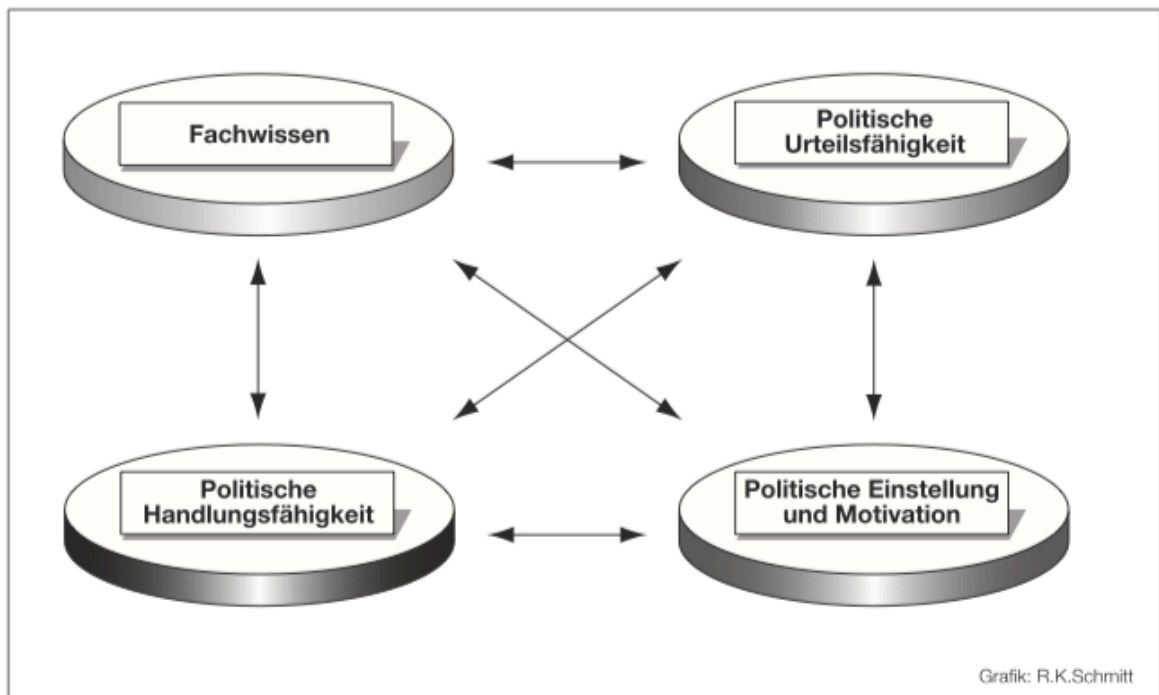 Fachwissen
Politische
Urteilsfähigkeit
Politische
Handlungsfähigkeit
Politische Einstellung
und Motivation
Grafik: R.K.Schmitt